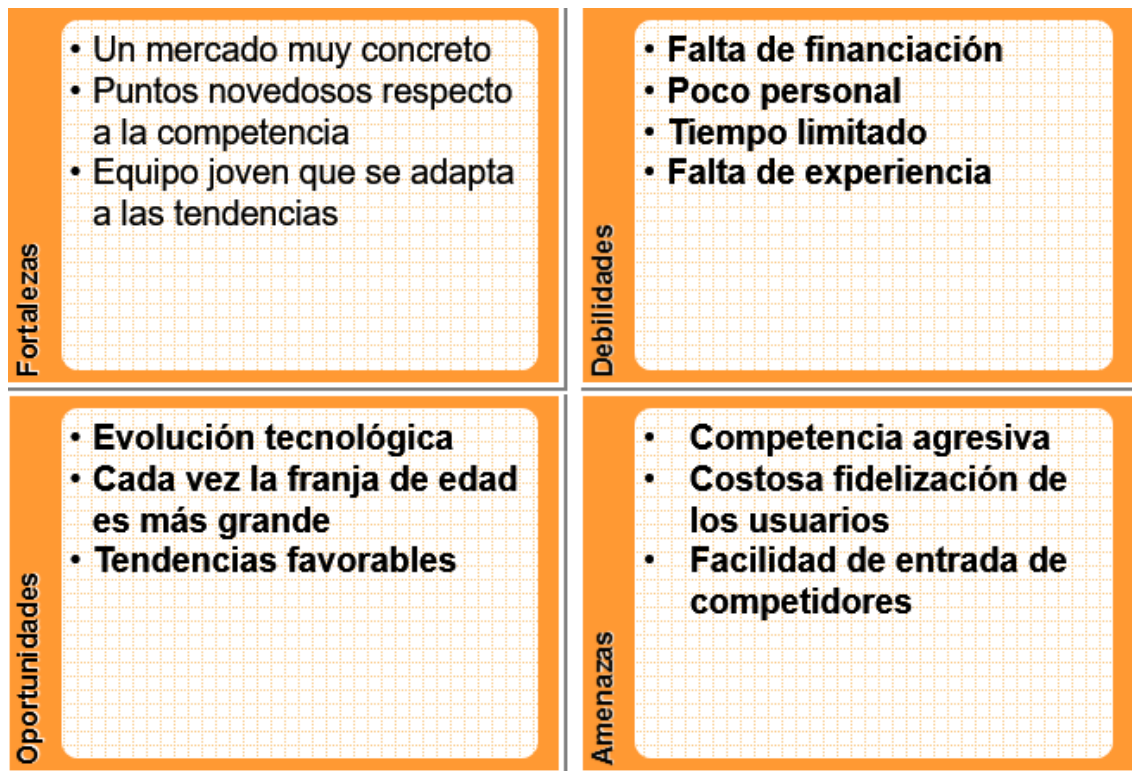 Fortalezas
• Un mercado muy concreto
• Puntos novedosos respecto
a la competencia
• Equipo joven que se adapta
a las tendencias
Debilidades
• Falta de financiación
• Poco personal
• Tiempo limitado
• Falta de experiencia
Oportunidades
• Evolución tecnológica
• Cada vez la franja de edad
es más grande
• Tendencias favorables
Amenazas
• Competencia agresiva
• Costosa fidelización de
los usuarios
• Facilidad de entrada de
competidores